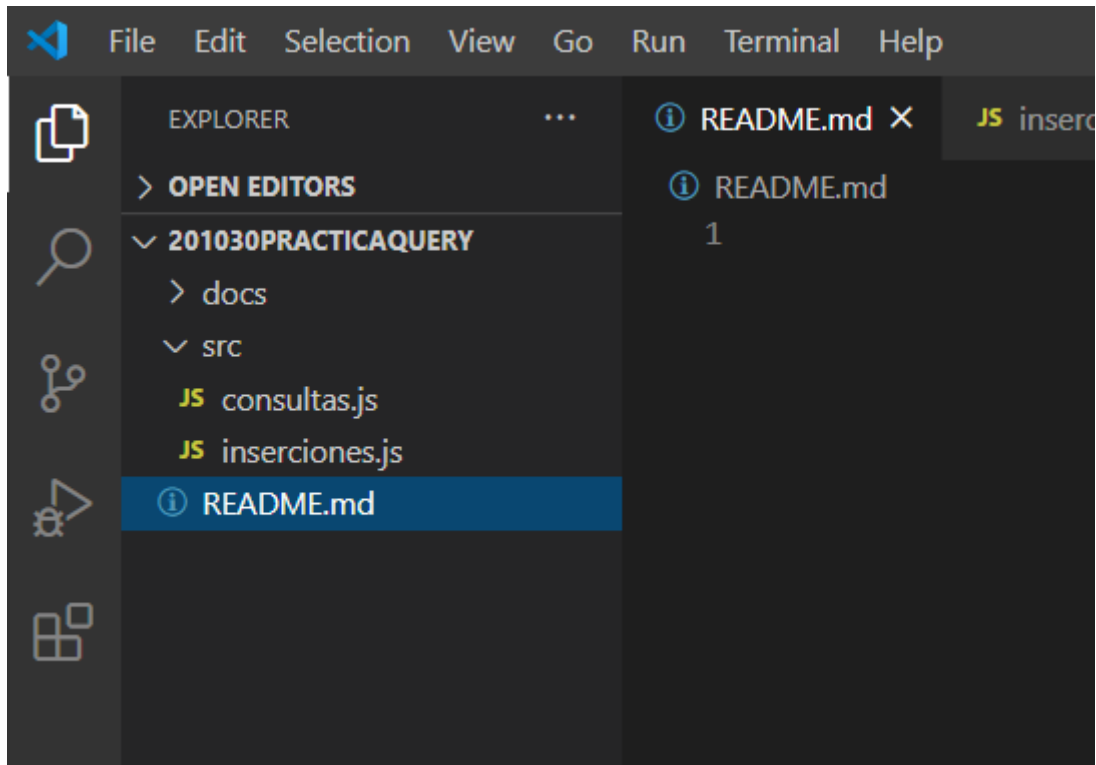 File Edit Selection View Go Run Terminal Help
EXPLORER ···
OPEN EDITORS
201030PRACTICAQUERY
docs
src
JS consultas.js
JS inserciones.js
README.md
README.md JS inserc
README.md
1